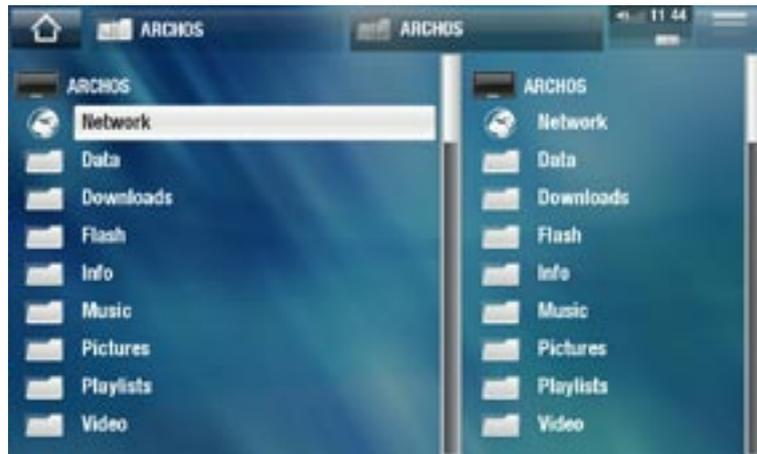 ARCHOS
ARCHOS
11 44
ARCHOS
Network
Data
Downloads
Flash
Info
Music
Pictures
Playlists
Video
ARCHOS
Network
Data
Downloads
Flash
Info
Music
Pictures
Playlists
Video